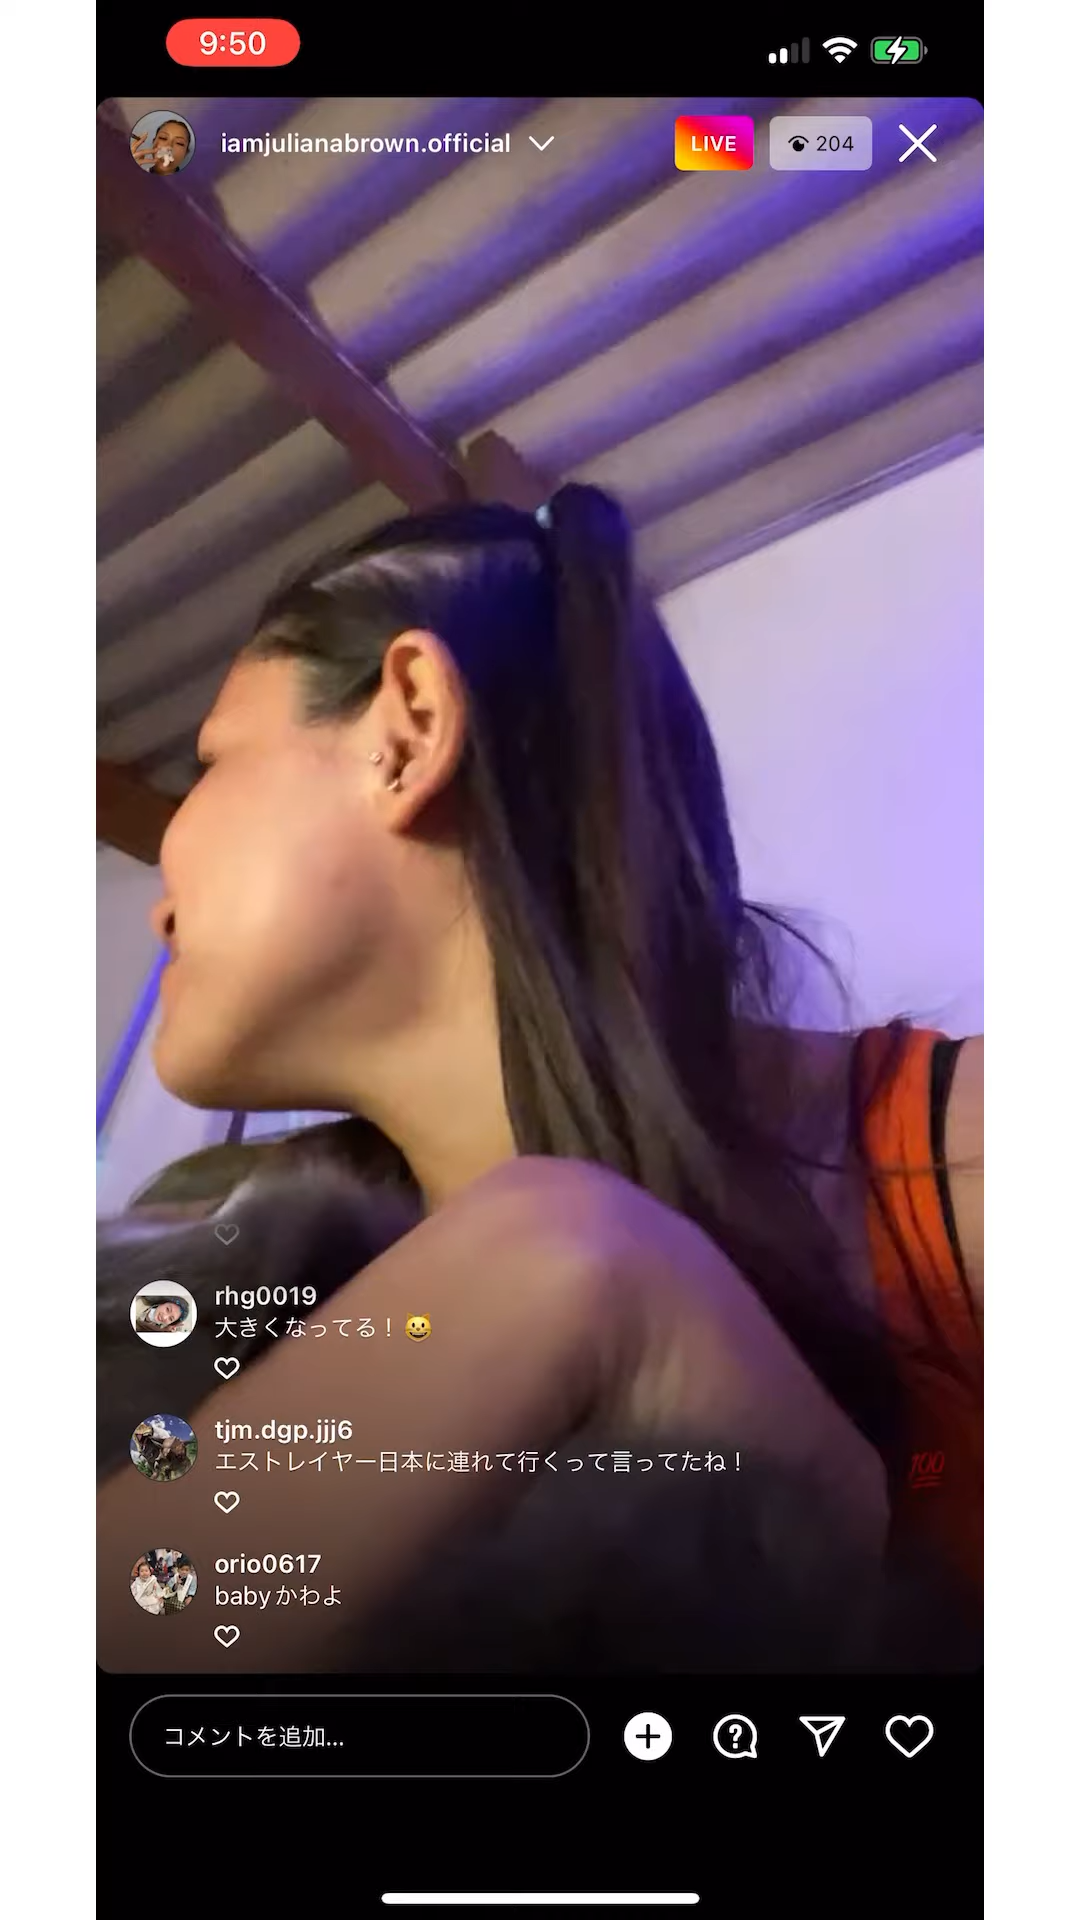 9:50
iamjulianabrown.official
LIVE
204
rhg0019
大きくなってる！😺
tjm.dgp.jjj6
エストレイヤー日本に連れて行くって言ってたね！
100
orio0617
babyかわよ
コメントを追加...